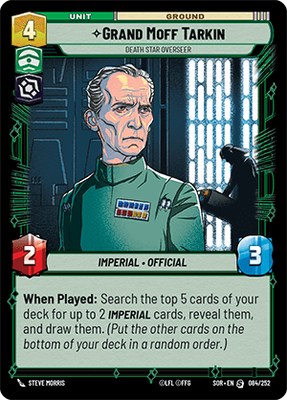 UNIT GROUND
4
✧GRAND MOFF TARKIN
DEATH STAR OVERSEER
2
3
IMPERIAL • OFFICIAL
When Played: Search the top 5 cards of your
deck for up to 2 IMPERIAL cards, reveal them,
and draw them. (Put the other cards on the
bottom of your deck in a random order.)
STEVE MORRIS ©LFL ©FFG SOR • EN 084/252